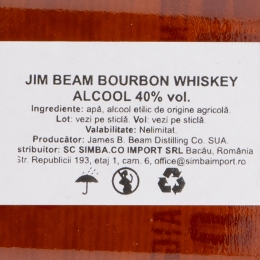 JIM BEAM BOURBON WHISKEY
ALCOOL 40% vol.
Ingrediente: apă, alcool etilic de origine agricolă.
Lot: vezi pe sticlă. Vol: vezi pe sticlă.
Valabilitate: Nelimitat.
Producător: James B. Beam Distilling Co. SUA.
istribuitor: SC SIMBA.CO IMPORT SRL Bacău, România
Str. Republicii 193, etaj 1, cam. 6, office@simbaimport.ro